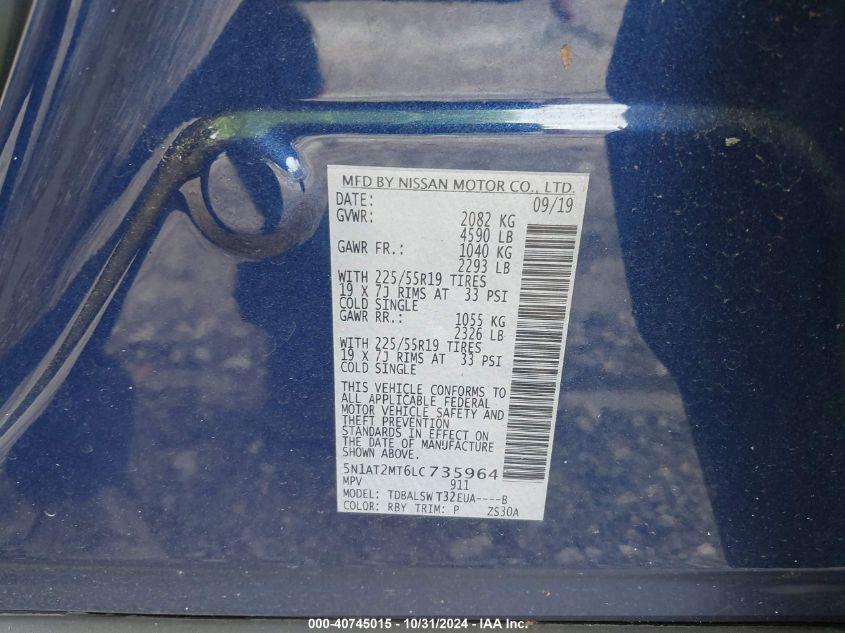 MFD BY NISSAN MOTOR CO., LTD.
DATE: 09/19
GVWR: 2082 KG
4590 LB
GAWR FR.: 1040 KG
2293 LB
WITH 225/55R19 TIRES
19 X 7J RIMS AT 33 PSI
COLD SINGLE
GAWR RR.: 1055 KG
2326 LB
WITH 225/55R19 TIRES
19 X 7J RIMS AT 33 PSI
COLD SINGLE
THIS VEHICLE CONFORMS TO
ALL APPLICABLE FEDERAL
MOTOR VEHICLE SAFETY AND
THEFT PREVENTION
STANDARDS IN EFFECT ON
THE DATE OF MANUFACTURE
SHOWN ABOVE.
5N1AT2MT6LC735964
MPV 911
MODEL: TDBALSW T32EUA----B
COLOR: RBY TRIM: P ZS30A
000-40745015 - 10/31/2024 - IAA Inc.